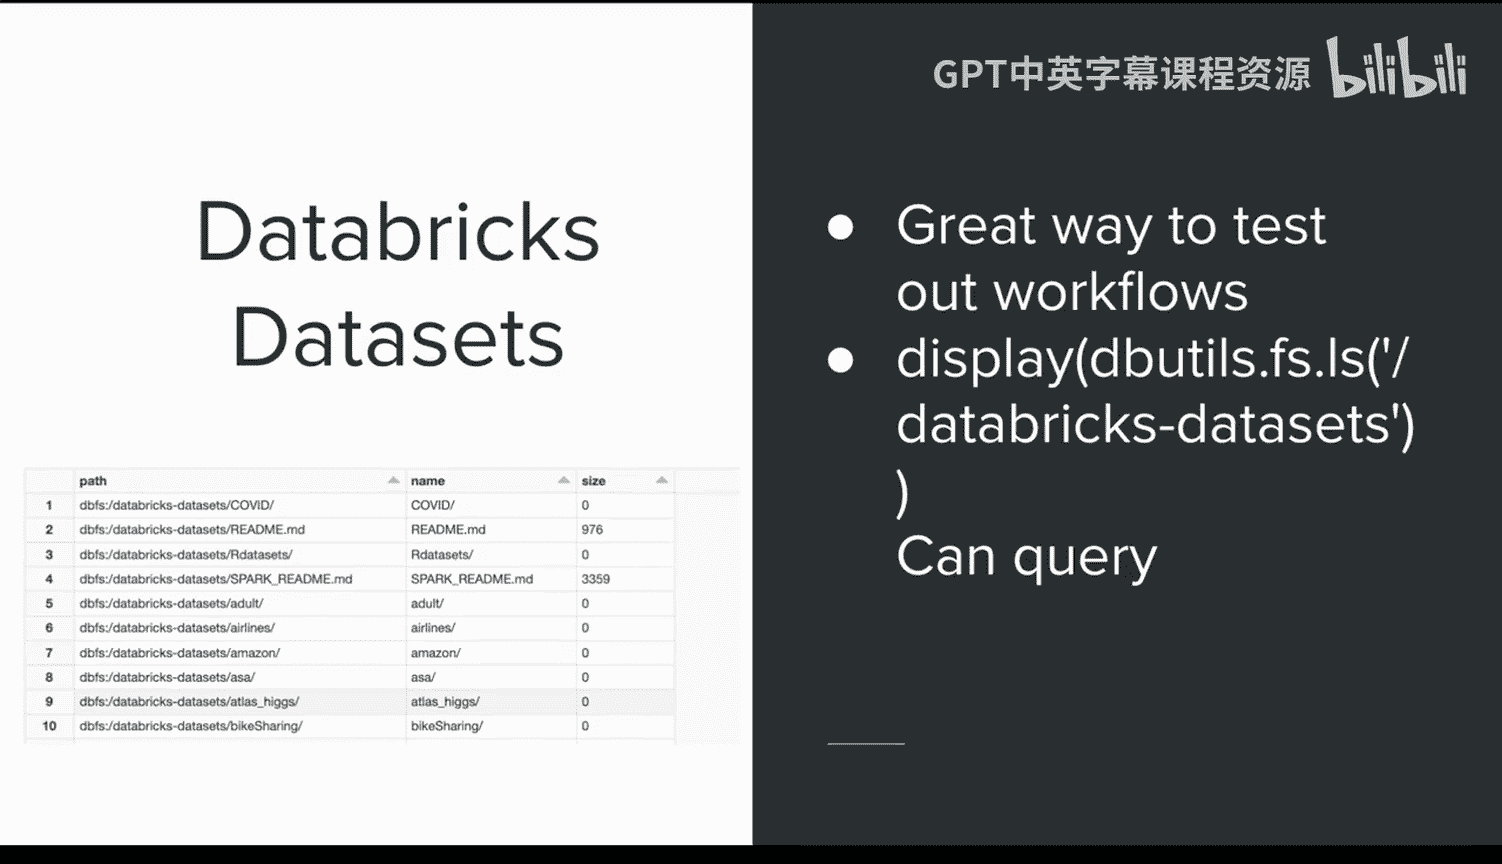 GPT中英字幕课程资源 bilibili
Databricks
Datasets
path name size
1 dbfs:/databricks-datasets/COVID/ COVID/ 0
2 dbfs:/databricks-datasets/README.md README.md 976
3 dbfs:/databricks-datasets/Rdatasets/ Rdatasets/ 0
4 dbfs:/databricks-datasets/SPARK_README.md SPARK_README.md 3359
5 dbfs:/databricks-datasets/adult/ adult/ 0
6 dbfs:/databricks-datasets/airlines/ airlines/ 0
7 dbfs:/databricks-datasets/amazon/ amazon/ 0
8 dbfs:/databricks-datasets/asa/ asa/ 0
9 dbfs:/databricks-datasets/atlas_higgs/ atlas_higgs/ 0
10 dbfs:/databricks-datasets/bikeSharing/ bikeSharing/ 0
● Great way to test
out workflows
● display(dbutils.fs.ls('/
databricks-datasets')
)
Can query